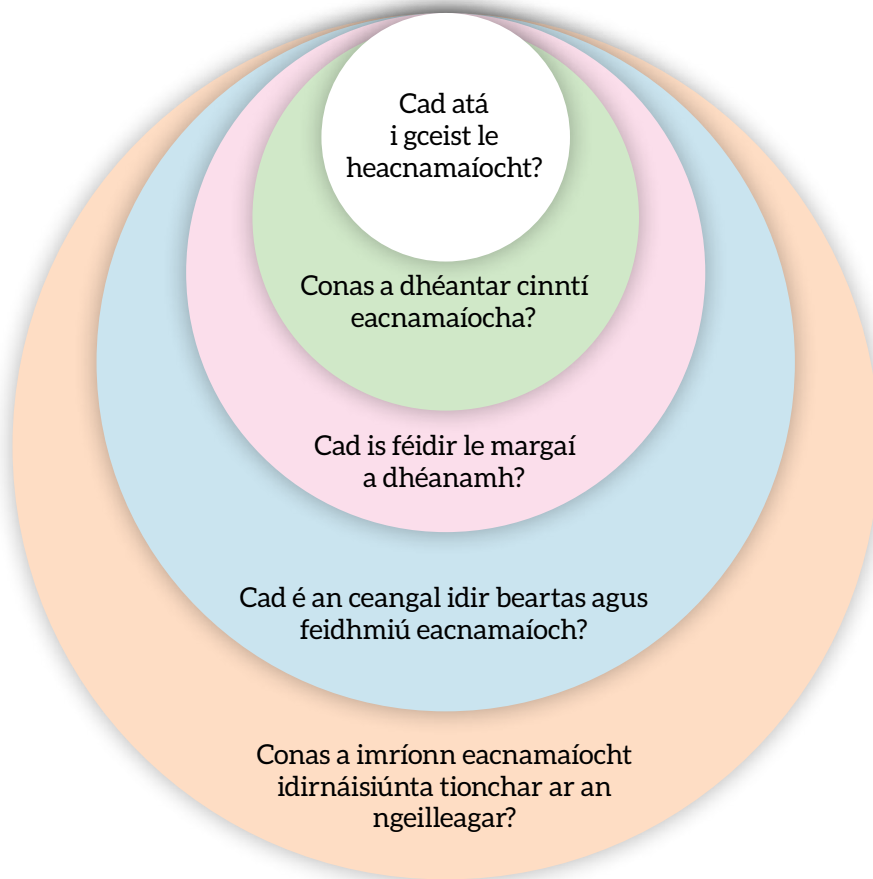 Cad atá
i gceist le
heacnamaíocht?
Conas a dhéantar cinntí
eacnamaíocha?
Cad is féidir le margaí
a dhéanamh?
Cad é an ceangal idir beartas agus
feidhmiú eacnamaíoch?
Conas a imríonn eacnamaíocht
idirnáisiúnta tionchar ar an
ngeilleagar?